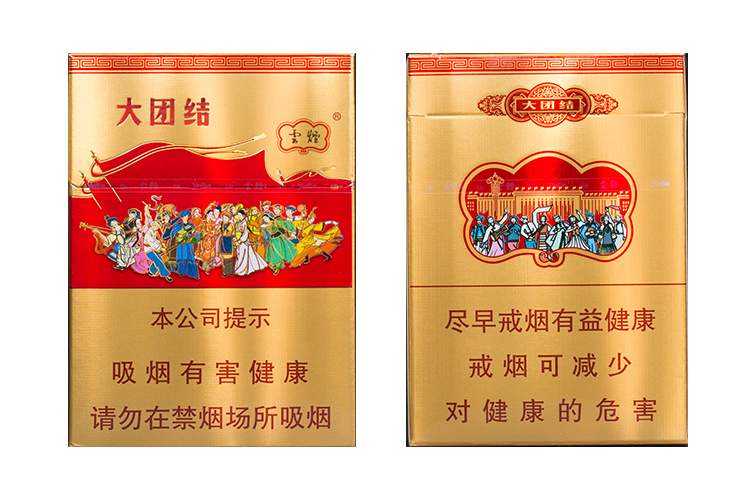 大团结
雲煙
®
本公司提示
吸烟有害健康
请勿在禁烟场所吸烟
大团结
尽早戒烟有益健康
戒烟可减少
对健康的危害